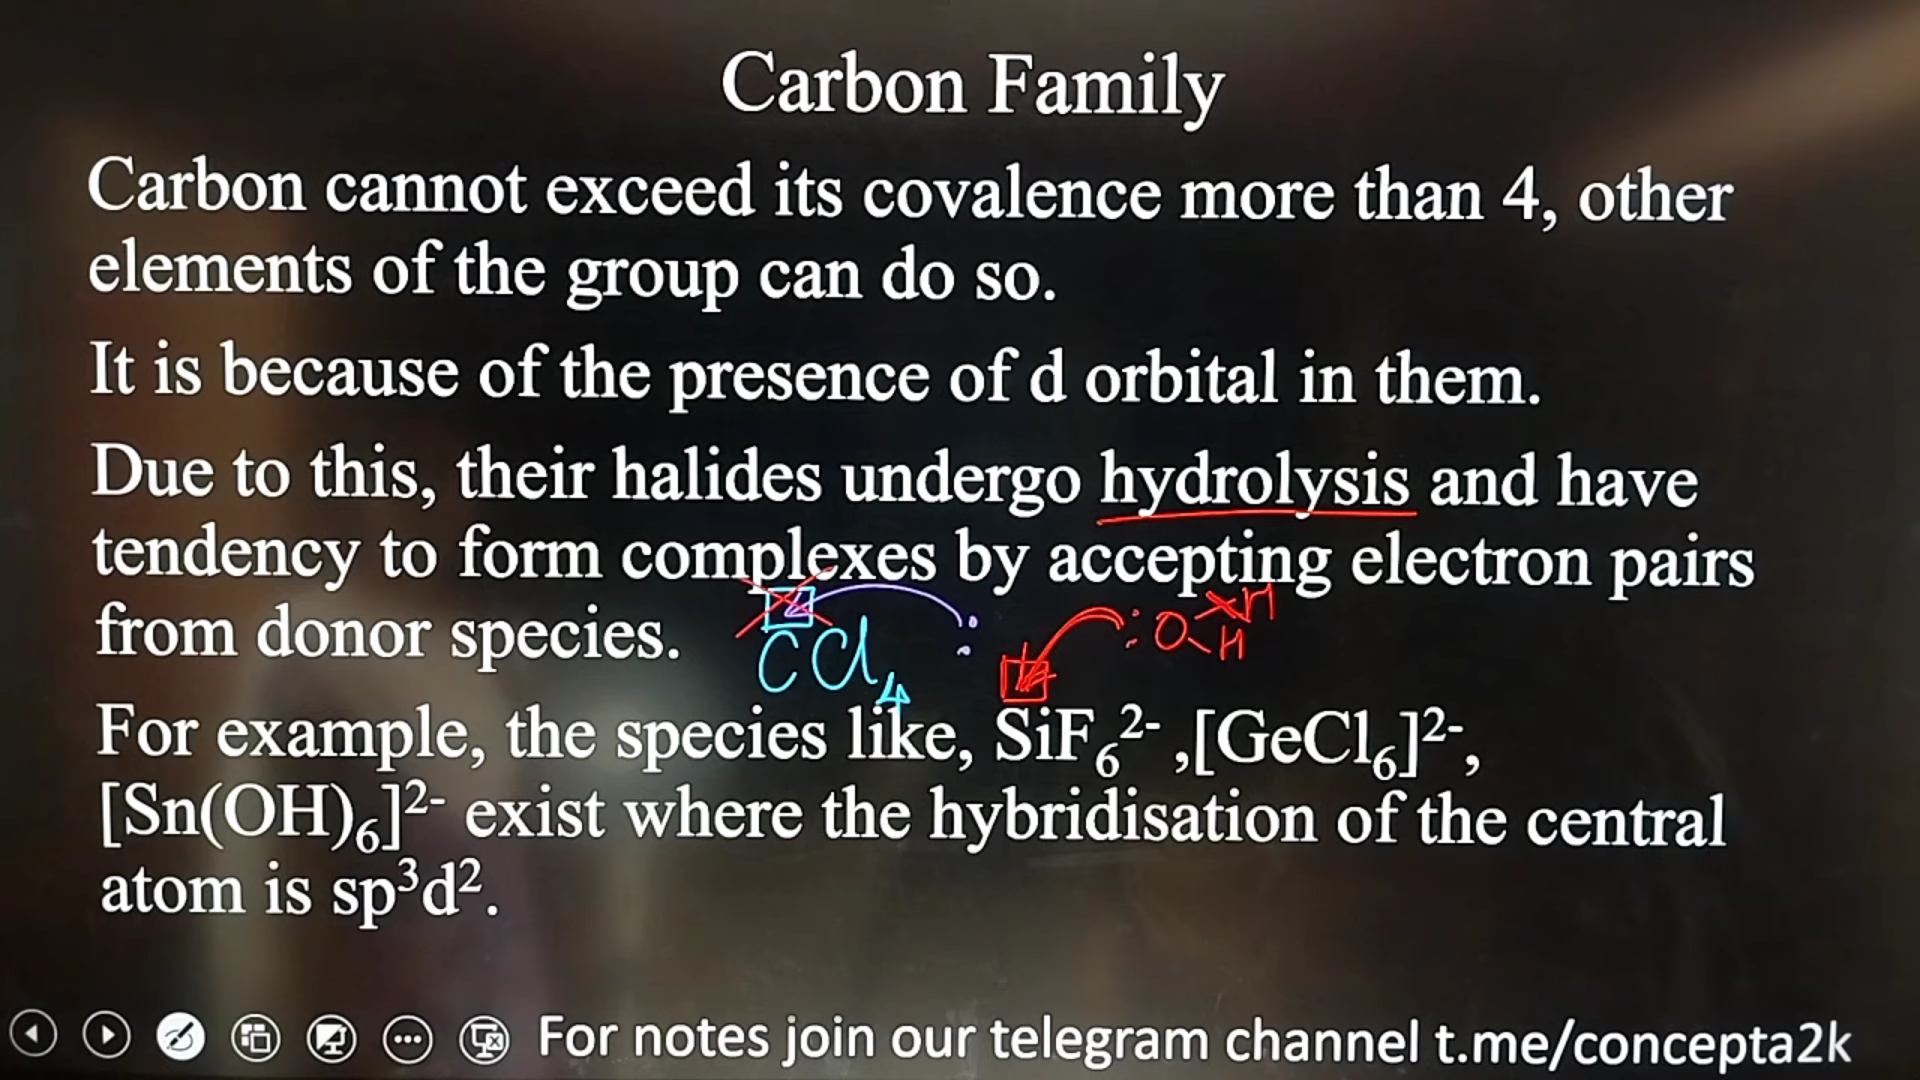 Carbon Family
Carbon cannot exceed its covalence more than 4, other
elements of the group can do so.
It is because of the presence of d orbital in them.
Due to this, their halides undergo hydrolysis and have
tendency to form complexes by accepting electron pairs
from donor species.
CCl₄
:O
H
H
For example, the species like, SiF₆²⁻ ,[GeCl₆]²⁻,
[Sn(OH)₆]²⁻ exist where the hybridisation of the central
atom is sp³d².
For notes join our telegram channel t.me/concepta2k